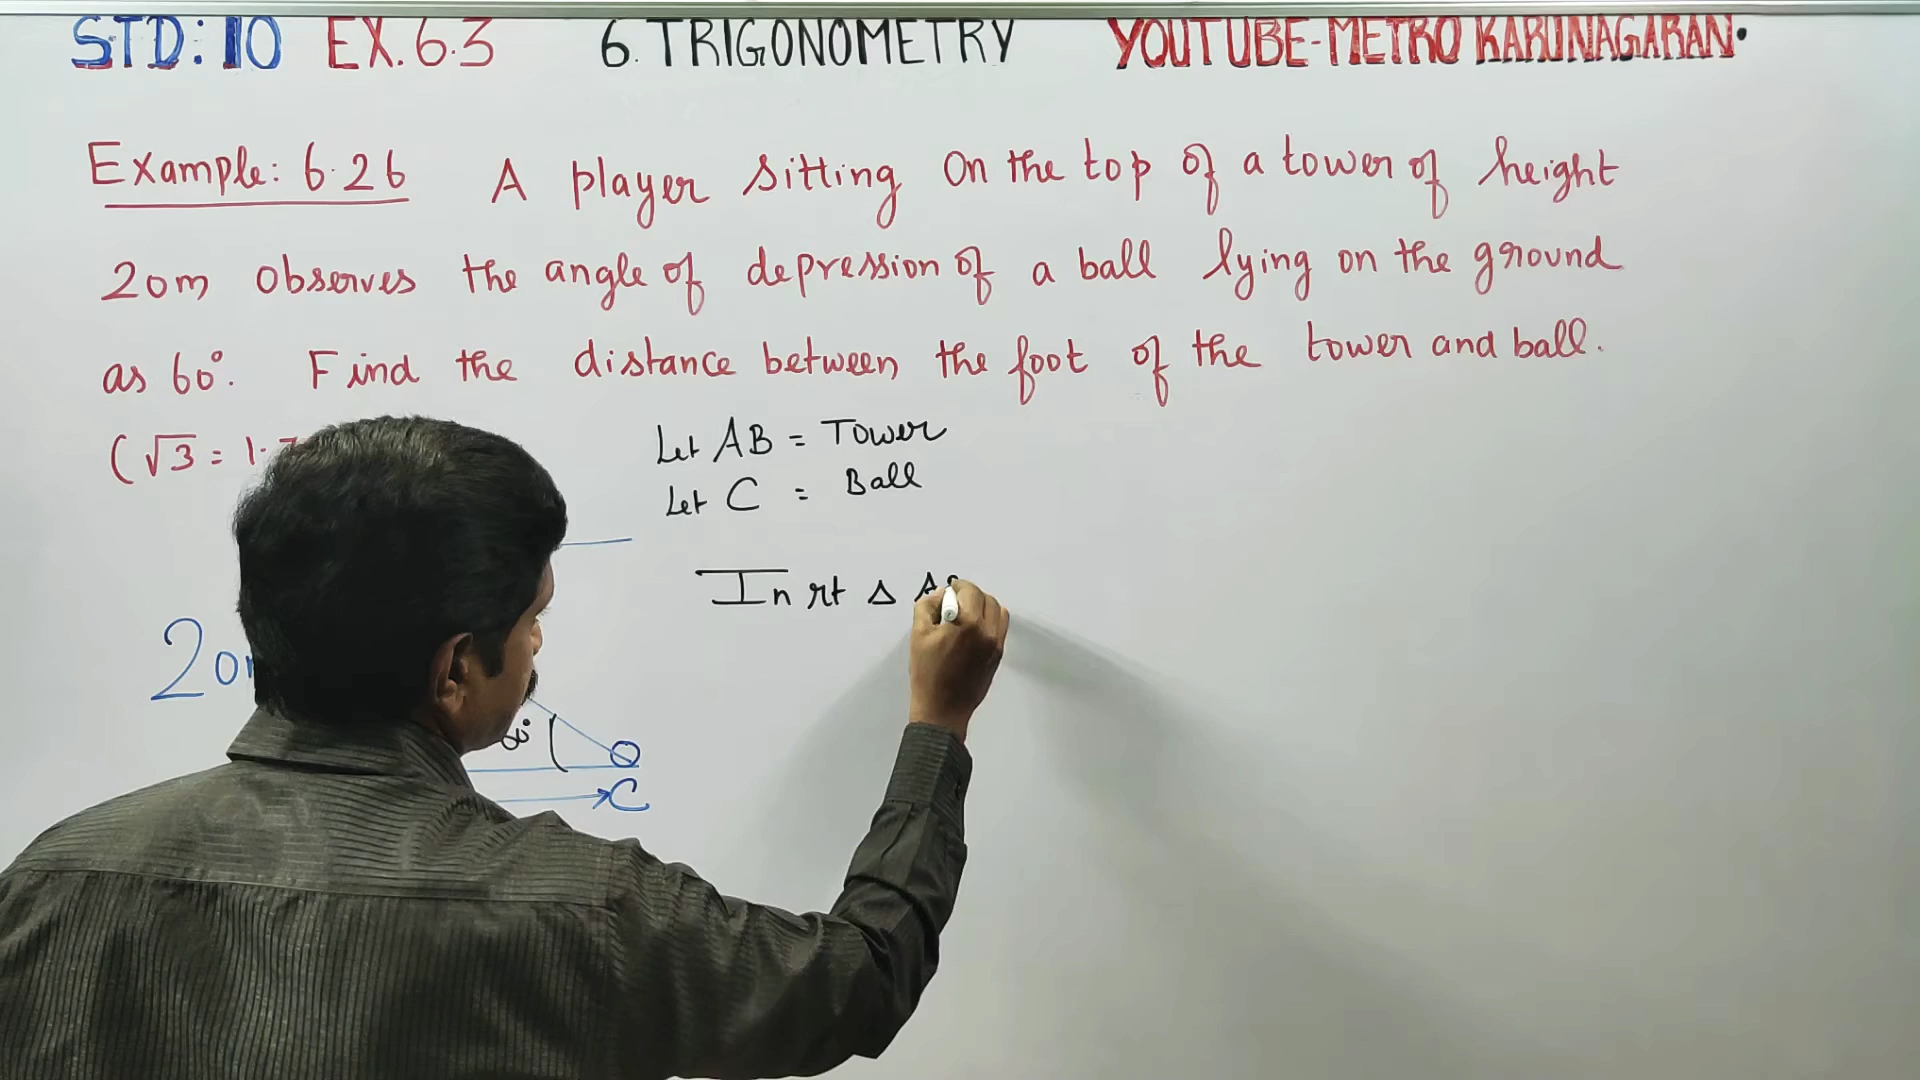 STD: 10 EX. 6.3 6. TRIGONOMETRY YOUTUBE-METRO KARUNAGARAN.
Example: 6.26 A player sitting On the top of a tower of height
20m observes the angle of depression of a ball lying on the ground
as 60°. Find the distance between the foot of the tower and ball.
(√3 = 1.7
Let AB = Tower
Let C = Ball
In rt Δ A
20
C